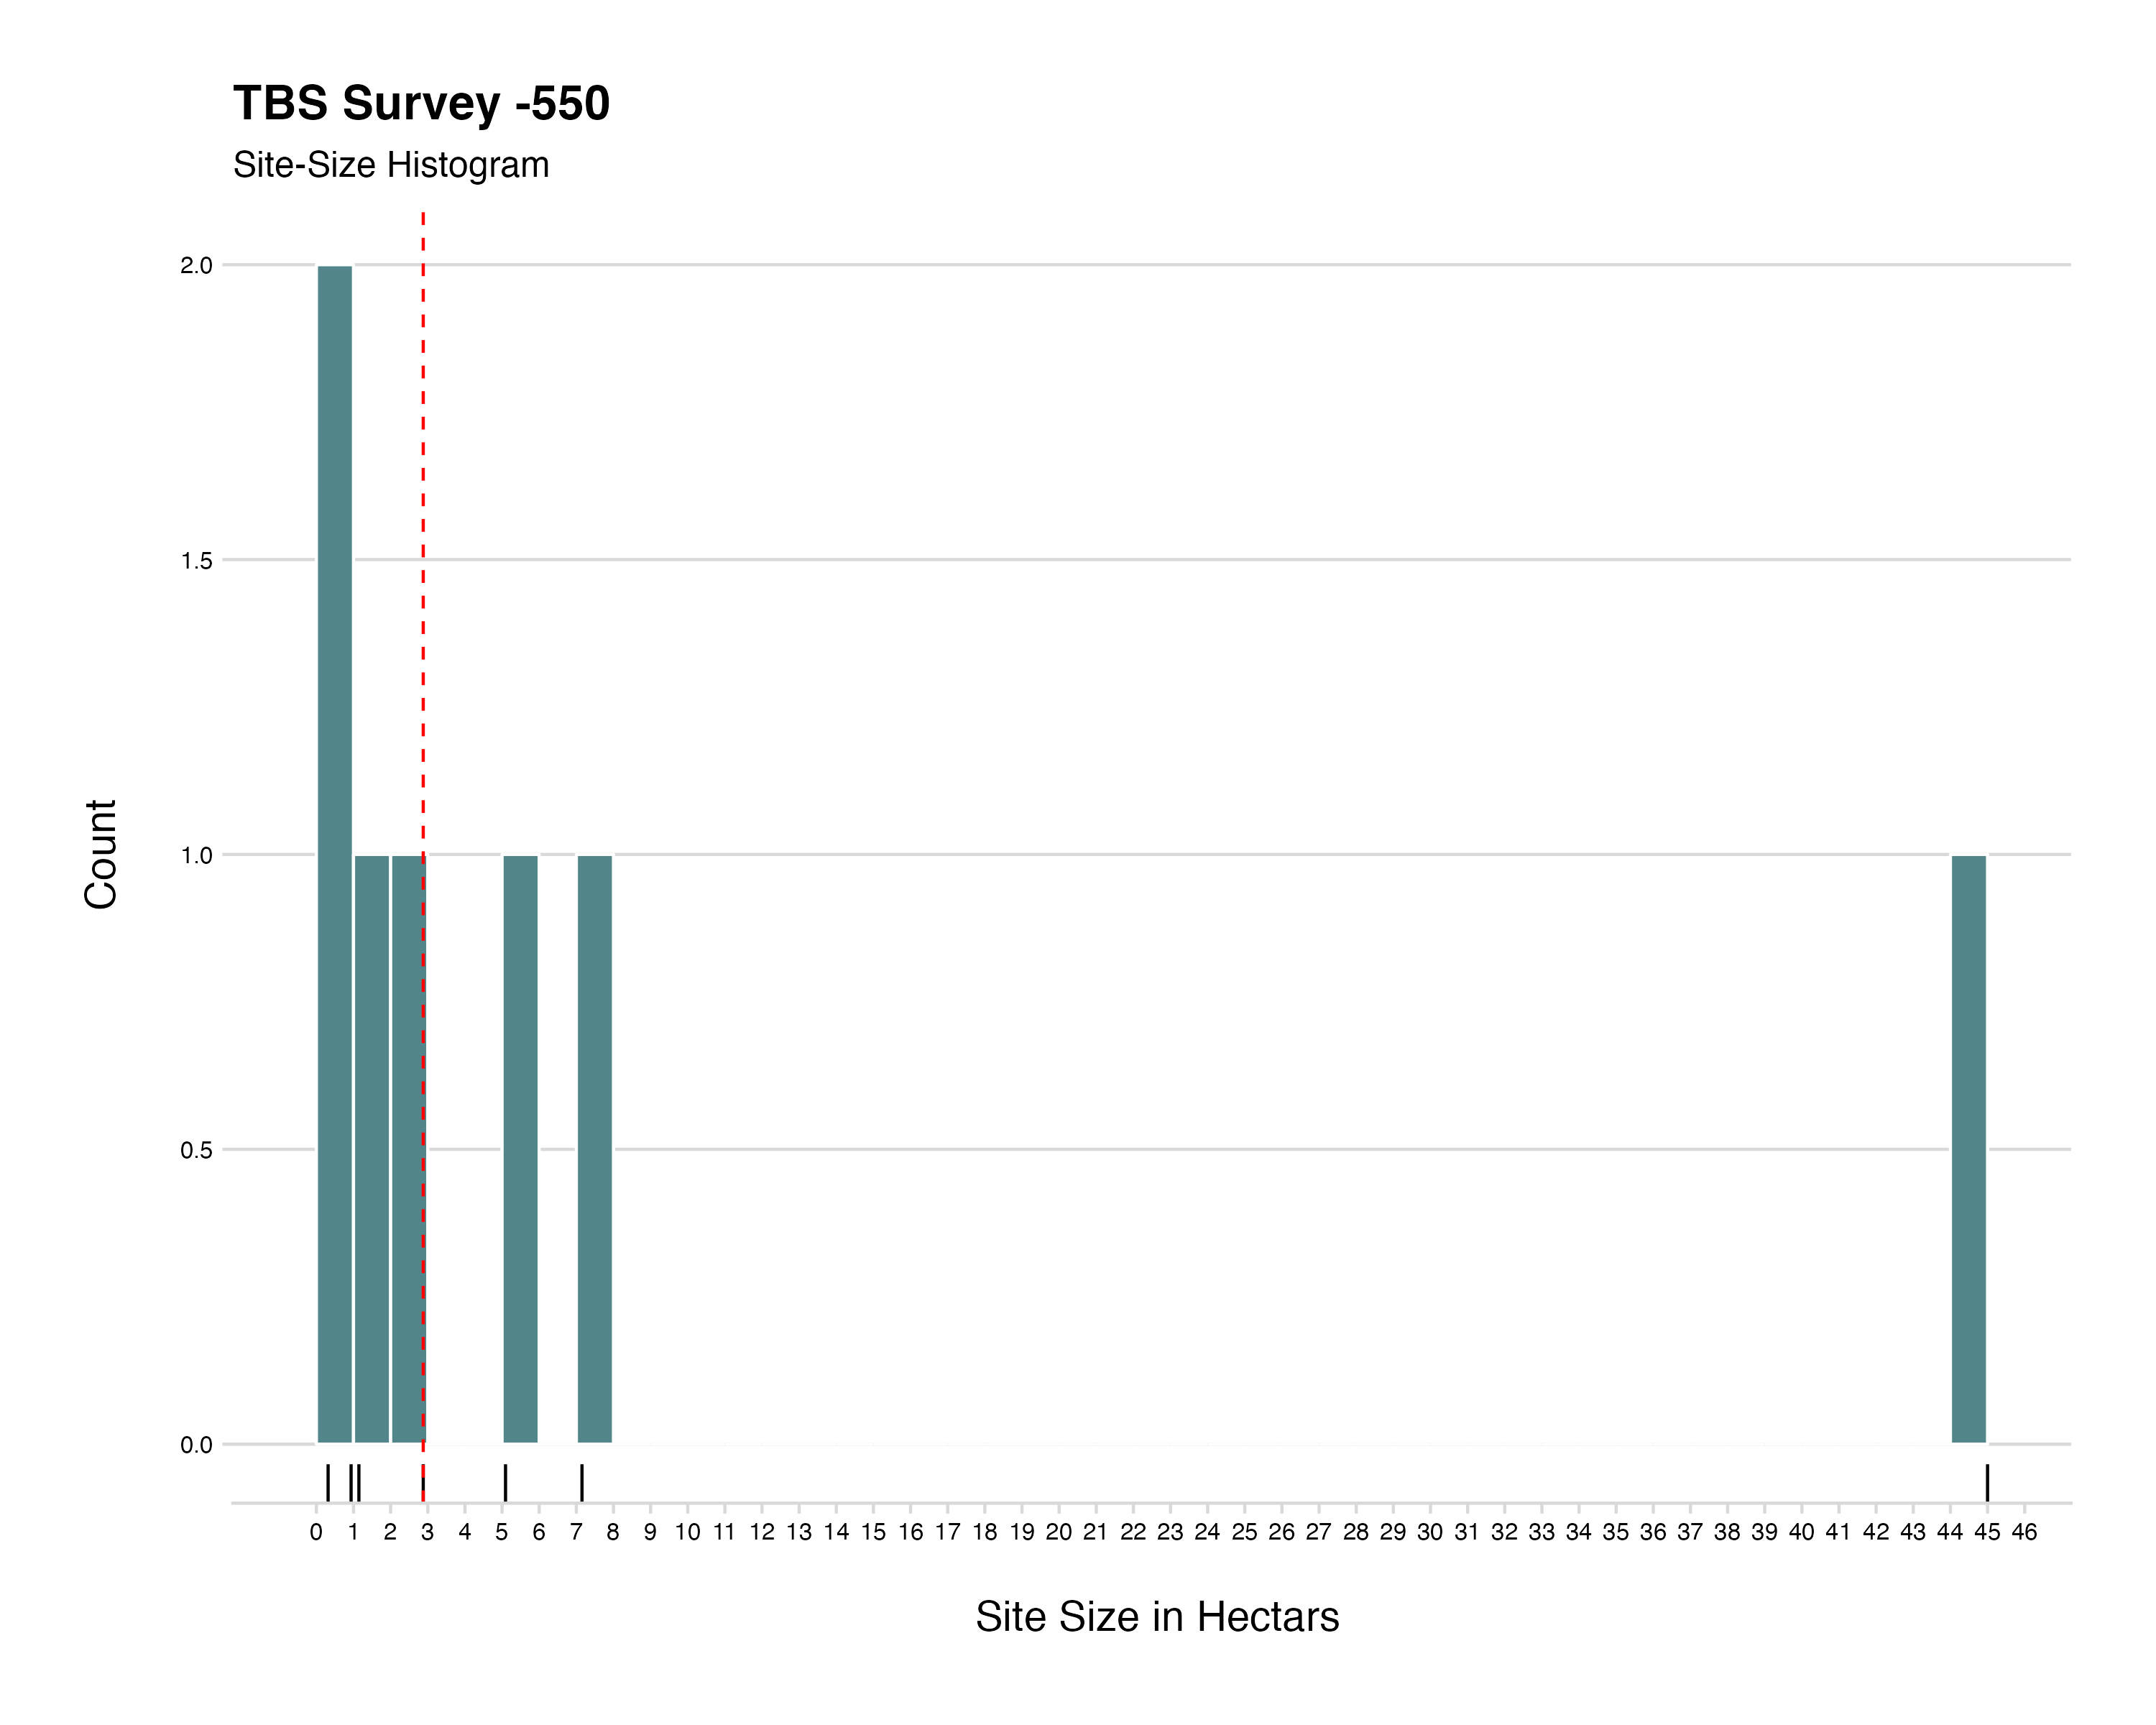 TBS Survey -550
Site-Size Histogram
2.0
1.5
1.0
0.5
0.0
Count
0 1 2 3 4 5 6 7 8 9 10 11 12 13 14 15 16 17 18 19 20 21 22 23 24 25 26 27 28 29 30 31 32 33 34 35 36 37 38 39 40 41 42 43 44 45 46
Site Size in Hectars